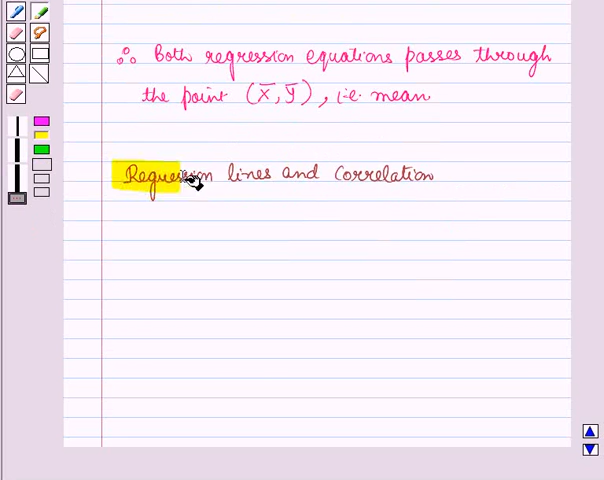 ∴ Both regression equations passes through
the point (x̄, ȳ), i.e. mean
Regression lines and correlation